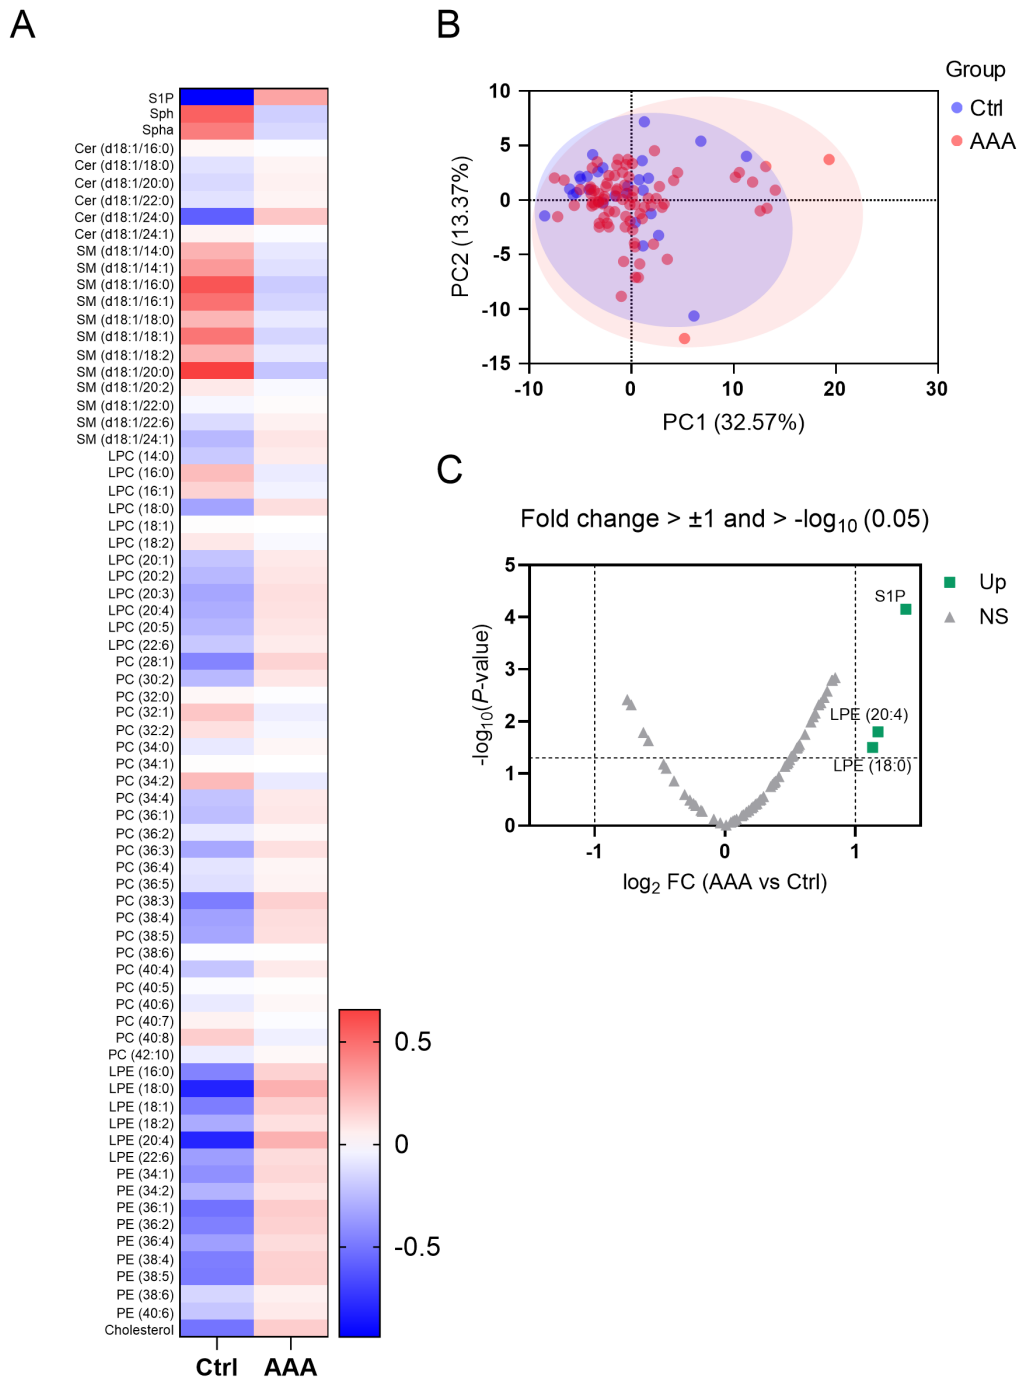 A
S1P
Sph
Spha
Cer (d18:1/16:0)
Cer (d18:1/18:0)
Cer (d18:1/20:0)
Cer (d18:1/22:0)
Cer (d18:1/24:0)
Cer (d18:1/24:1)
SM (d18:1/14:0)
SM (d18:1/14:1)
SM (d18:1/16:0)
SM (d18:1/16:1)
SM (d18:1/18:0)
SM (d18:1/18:1)
SM (d18:1/18:2)
SM (d18:1/20:0)
SM (d18:1/20:2)
SM (d18:1/22:0)
SM (d18:1/22:6)
SM (d18:1/24:1)
LPC (14:0)
LPC (16:0)
LPC (16:1)
LPC (18:0)
LPC (18:1)
LPC (18:2)
LPC (20:1)
LPC (20:2)
LPC (20:3)
LPC (20:4)
LPC (20:5)
LPC (22:6)
PC (28:1)
PC (30:2)
PC (32:0)
PC (32:1)
PC (32:2)
PC (34:0)
PC (34:1)
PC (34:2)
PC (34:4)
PC (36:1)
PC (36:2)
PC (36:3)
PC (36:4)
PC (36:5)
PC (38:3)
PC (38:4)
PC (38:5)
PC (38:6)
PC (40:4)
PC (40:5)
PC (40:6)
PC (40:7)
PC (40:8)
PC (42:10)
LPE (16:0)
LPE (18:0)
LPE (18:1)
LPE (18:2)
LPE (20:4)
LPE (22:6)
PE (34:1)
PE (34:2)
PE (36:1)
PE (36:2)
PE (36:4)
PE (38:4)
PE (38:5)
PE (38:6)
PE (40:6)
Cholesterol
Ctrl AAA
0.5
0
-0.5
B
Group
Ctrl
AAA
10
5
0
-5
-10
-15
PC2 (13.37%)
-10 0 10 20 30
PC1 (32.57%)
C
Fold change > ±1 and > -log10 (0.05)
Up
NS
5
4
3
2
1
0
-log10(P-value)
S1P
LPE (20:4)
LPE (18:0)
-1 0 1
log2 FC (AAA vs Ctrl)